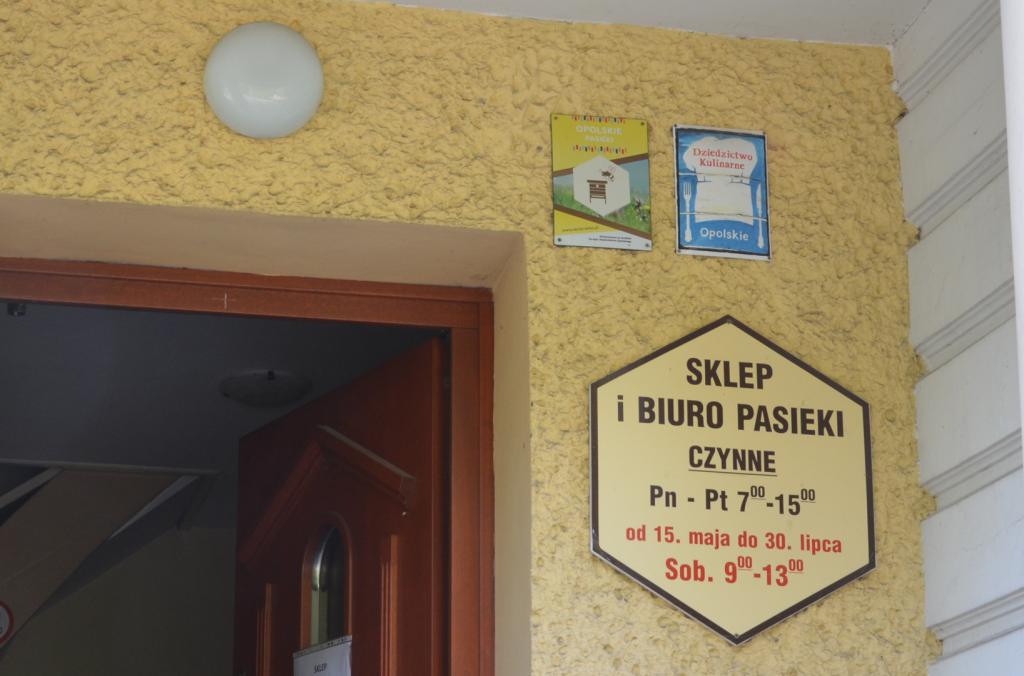 OPOLSKIE
PASIEKI
Dziedzictwo
Kulinarne
Opolskie
SKLEP
i BIURO PASIEKI
CZYNNE
Pn - Pt 7⁰⁰-15⁰⁰
od 15. maja do 30. lipca
Sob. 9⁰⁰-13⁰⁰
SKLEP